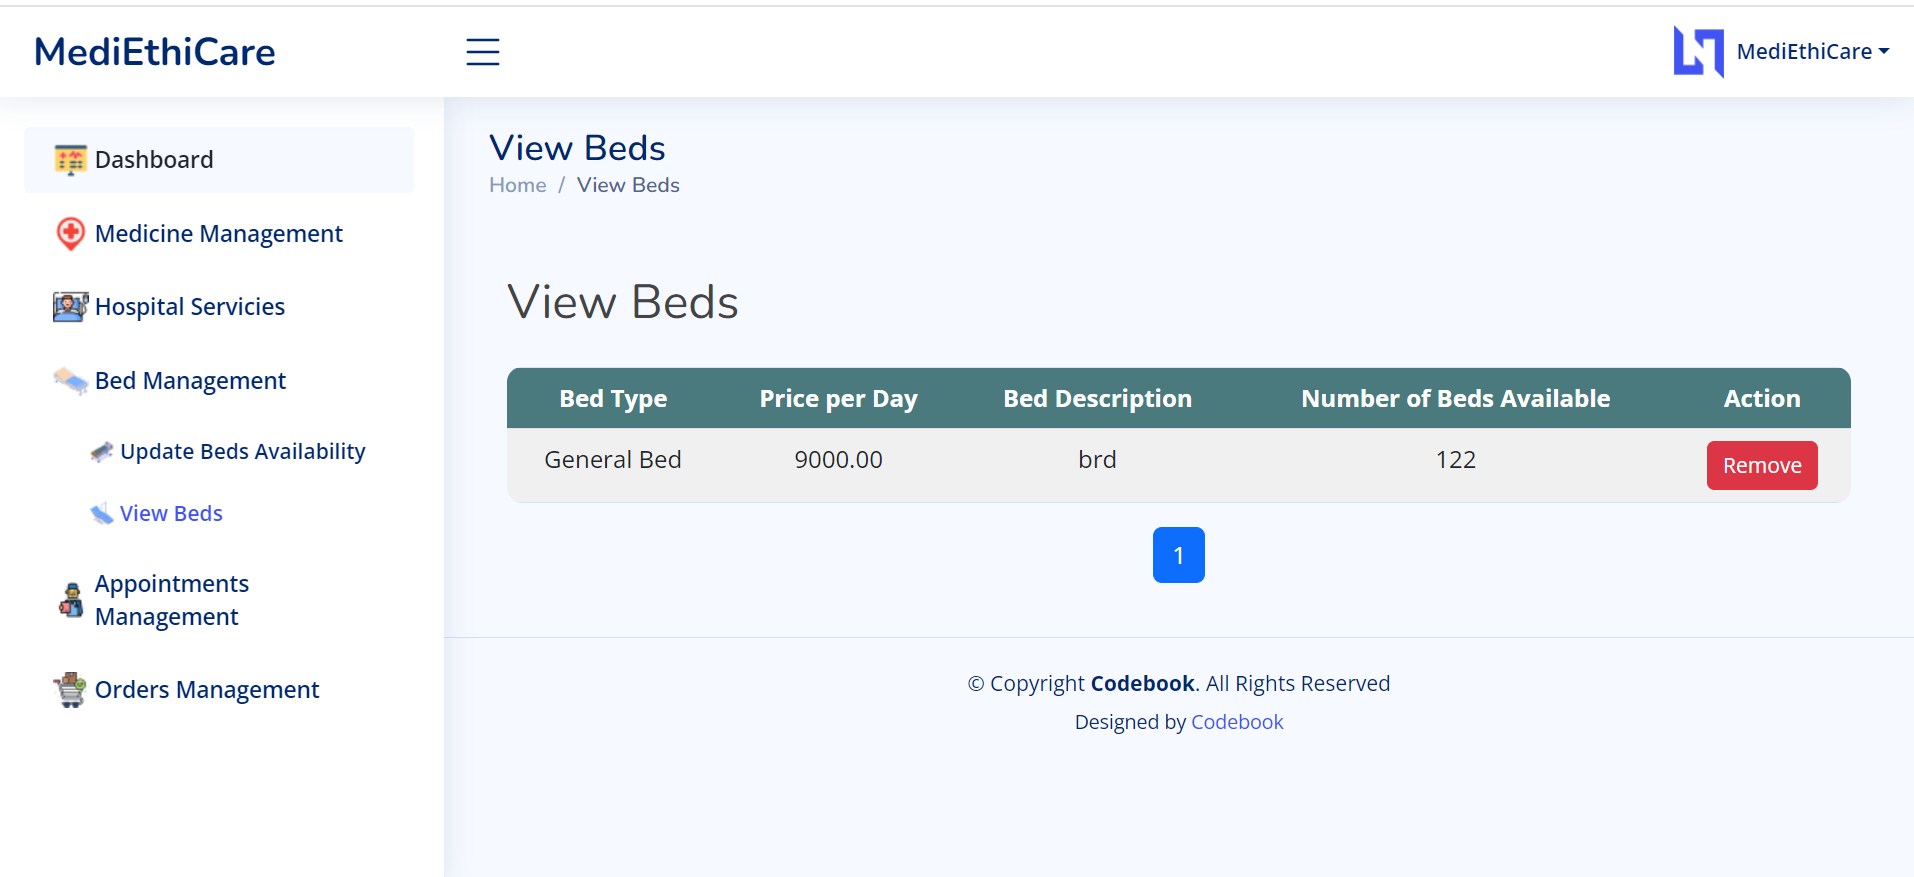 MediEthiCare
MediEthiCare
Dashboard
Medicine Management
Hospital Servicies
Bed Management
Update Beds Availability
View Beds
Appointments
Management
Orders Management
View Beds
Home / View Beds
View Beds
Bed Type Price per Day Bed Description Number of Beds Available Action
General Bed 9000.00 brd 122 Remove
1
© Copyright Codebook. All Rights Reserved
Designed by Codebook